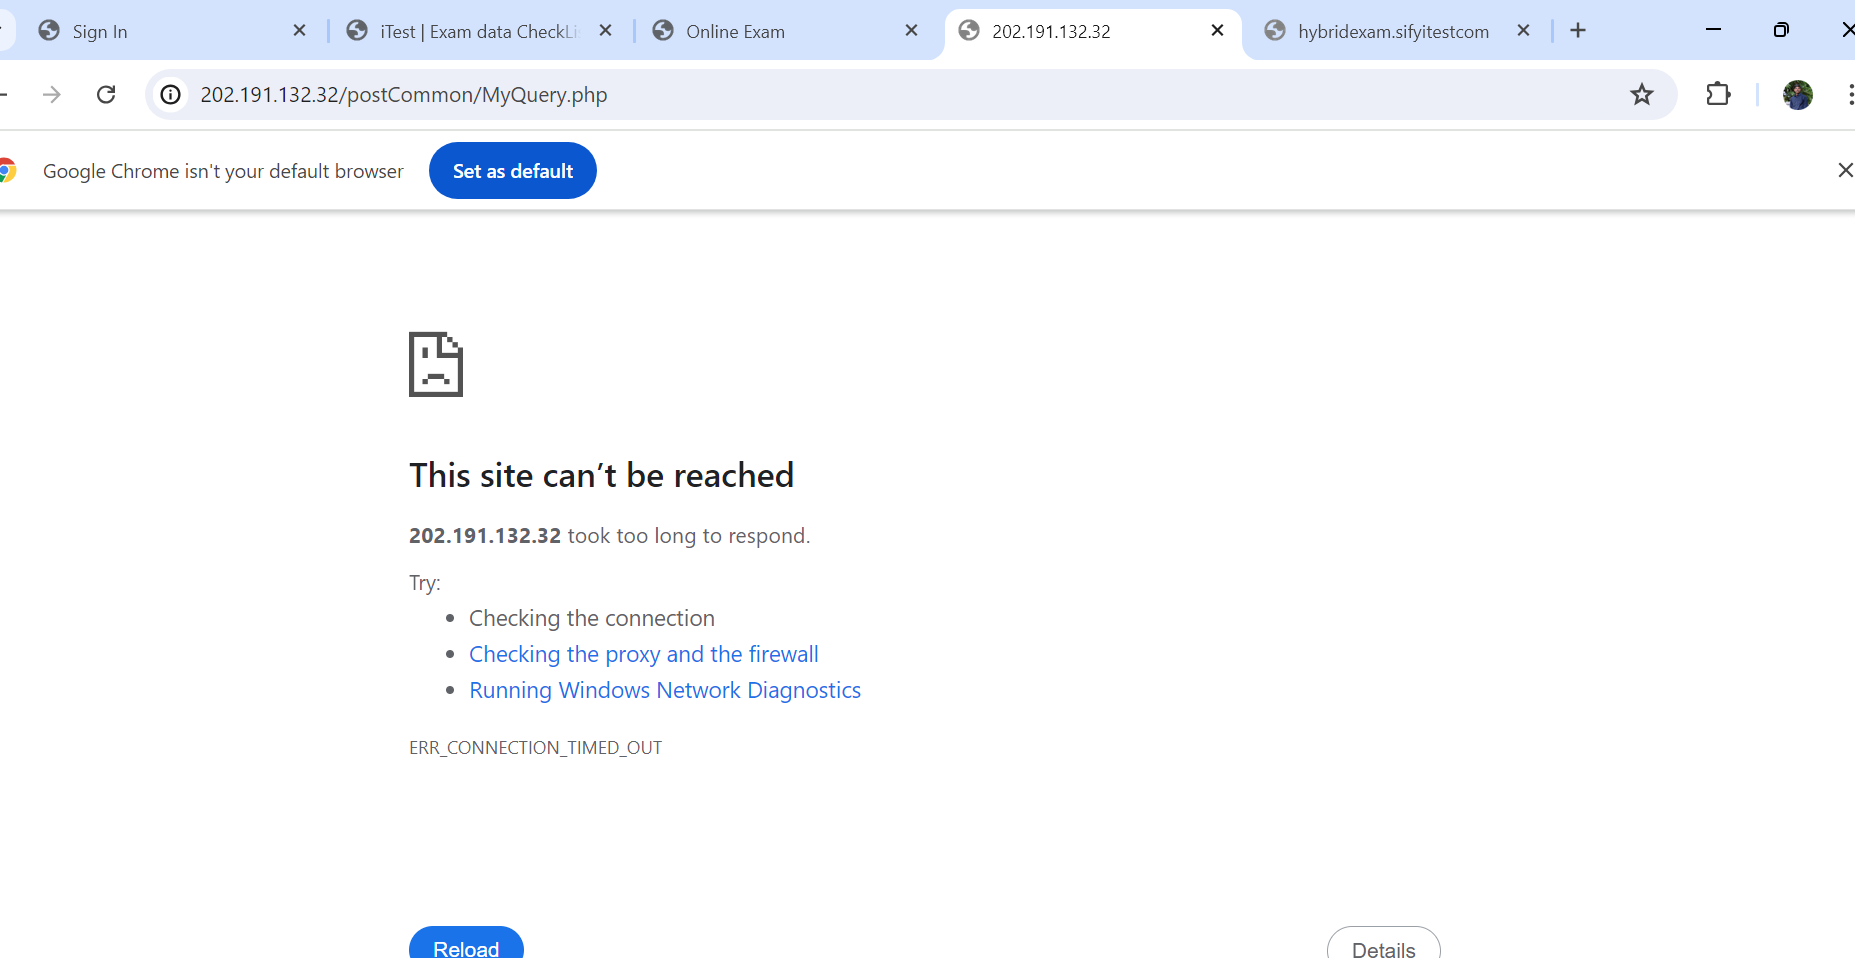 Sign In
iTest | Exam data CheckLi
Online Exam
202.191.132.32
hybridexam.sifyitestcom
202.191.132.32/postCommon/MyQuery.php
Google Chrome isn't your default browser
Set as default
This site can’t be reached
202.191.132.32 took too long to respond.
Try:
Checking the connection
Checking the proxy and the firewall
Running Windows Network Diagnostics
ERR_CONNECTION_TIMED_OUT
Reload
Details